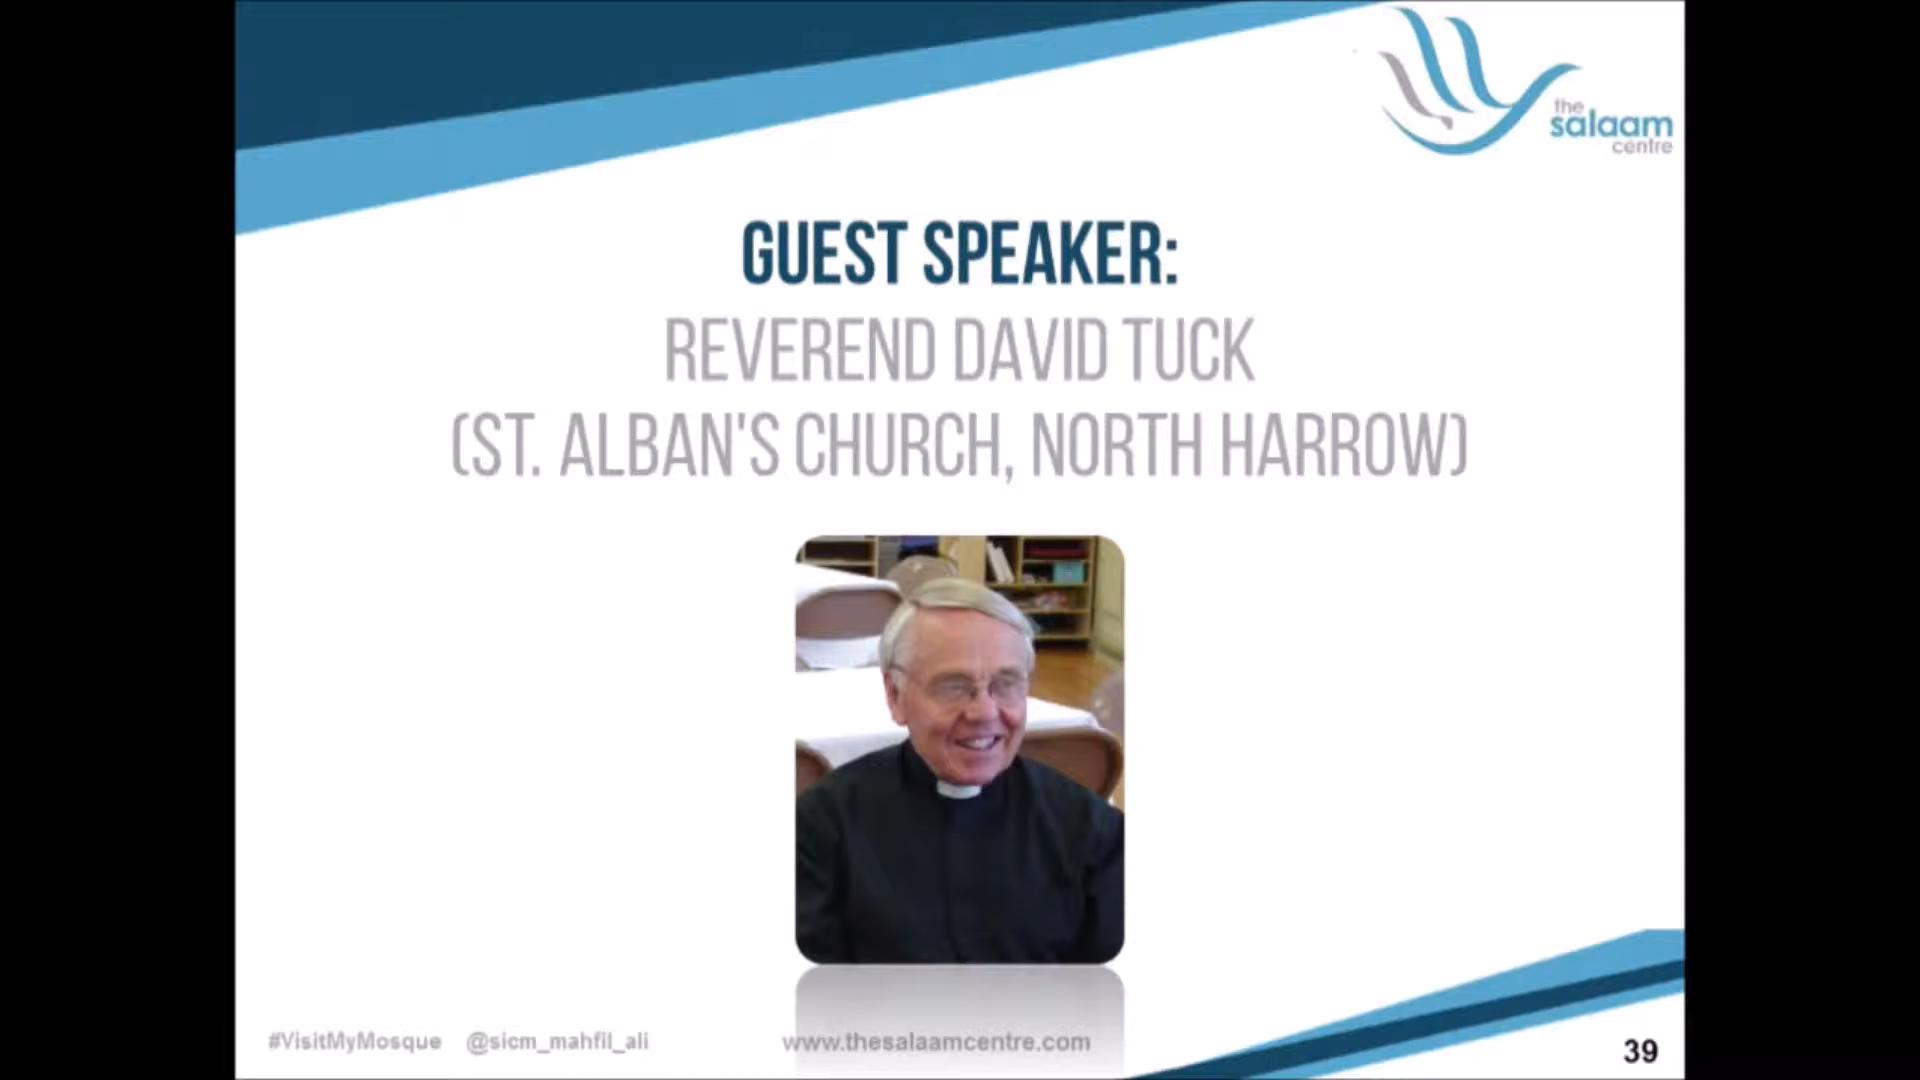 the
salaam
centre
GUEST SPEAKER:
REVEREND DAVID TUCK
(ST. ALBAN'S CHURCH, NORTH HARROW)
#VisitMyMosque @sicm_mahfil_ali www.thesalaamcentre.com
39